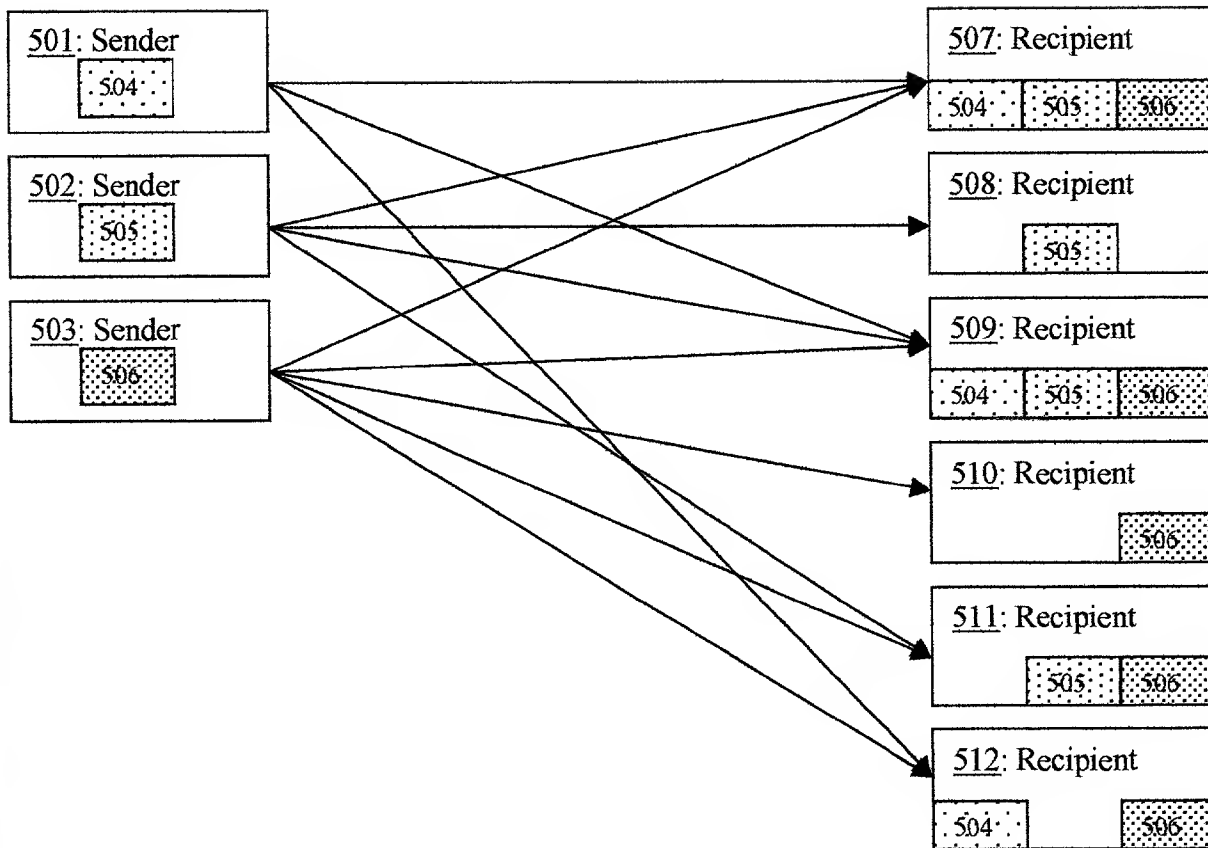 501: Sender
504
502: Sender
505
503: Sender
506
507: Recipient
504 505 506
508: Recipient
505
509: Recipient
504 505 506
510: Recipient
506
511: Recipient
505 506
512: Recipient
504 506